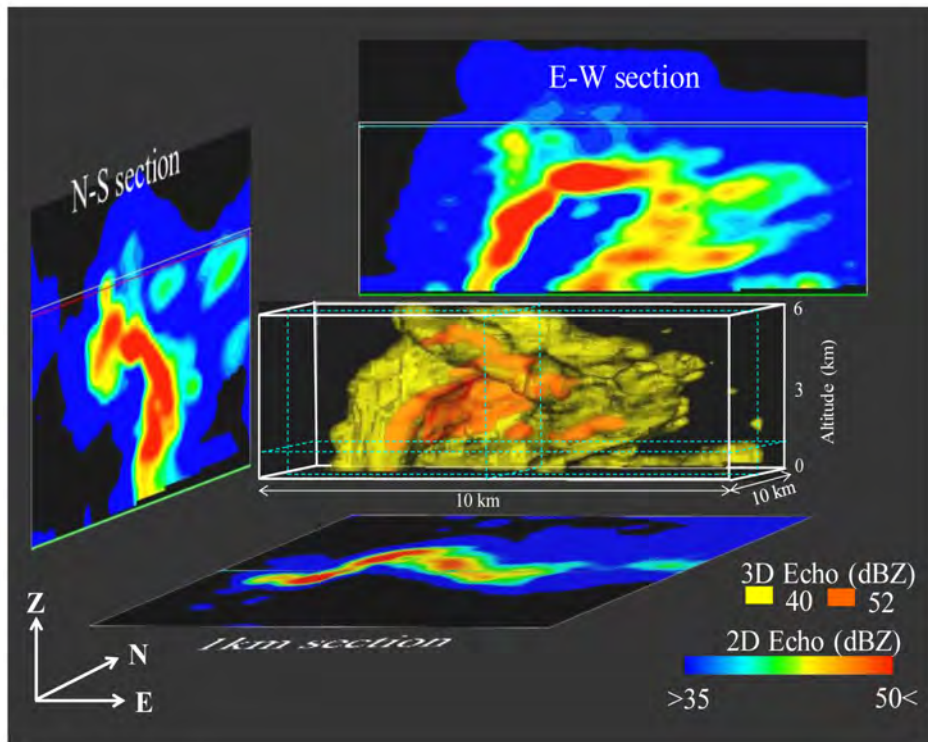 E-W section
N-S section
6
3
0
Altitude (km)
10 km
10 km
1km section
3D Echo (dBZ)
40 52
2D Echo (dBZ)
>35 50<
Z
N
E